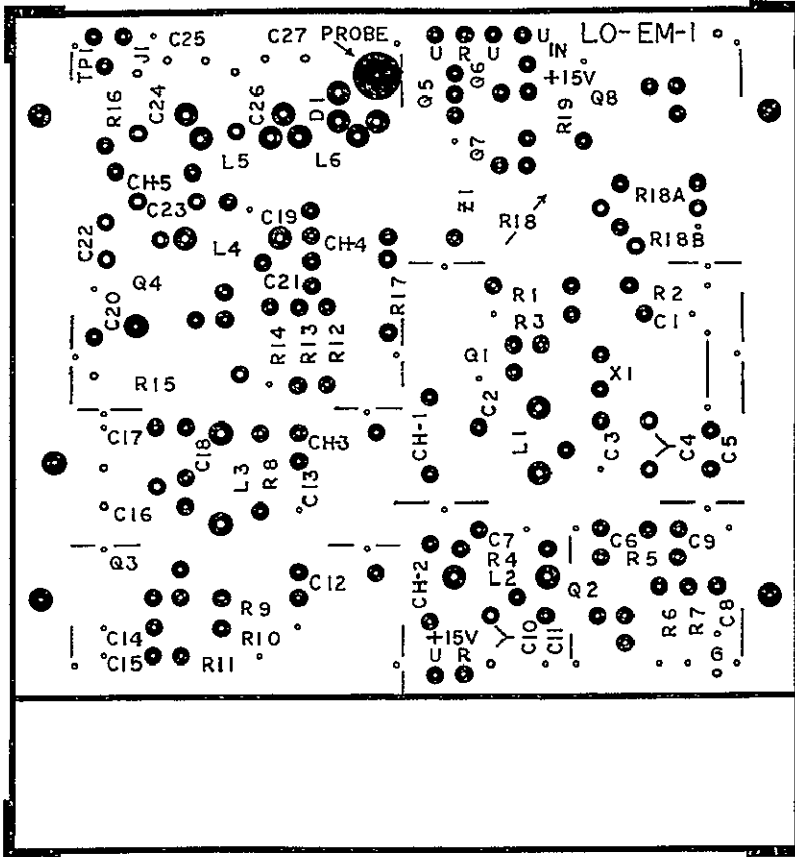 C27 PROBE
LO-EM-1
C25
J1
TP1
U R U U
IN
+15V
Q5
Q6
Q8
R16
C24
C26
D1
R19
Q7
L5
L6
CH-5
R18A
C23
C19
R18
R18B
C22
L4
CH-4
C21
Q4
R17
R1
R2
C20
R3
C1
R14
R13
R12
Q1
X1
R15
C2
CH-1
L1
C3
C4
C5
C17
C18
L3
R8
CH-3
C13
C16
C7
C6
C9
Q3
R4
R5
CH-2
L2
Q2
C12
R9
R6
R7
C8
C14
R10
C10
C11
+15V
C15
R11
U R
G